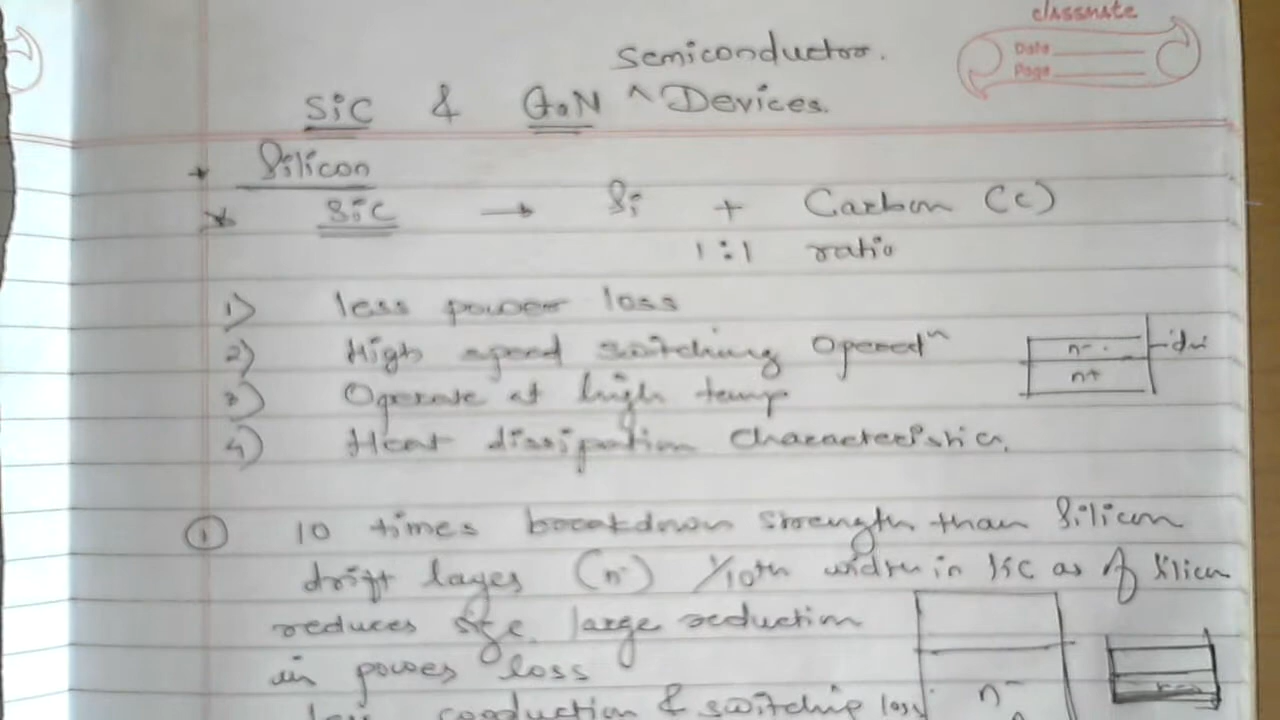 classmate
Date
Page
semiconductor.
SiC & GaN ^ Devices.
* Silicon
* SiC → Si + Carbon (C)
1:1 ratio
1) less power loss
2) High speed switching Operatn
3) Operate at high temp
4) Heat dissipation Characteristics.
n-
n+
① 10 times breakdown strength than Silicon
drift layer (n-) 1/10th width in SiC as of Silicon
reduces size. large reduction
in power loss
conduction & switching loss
n-